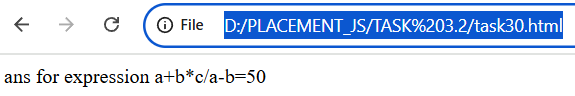 File D:/PLACEMENT_JS/TASK%203.2/task30.html
ans for expression a+b*c/a-b=50